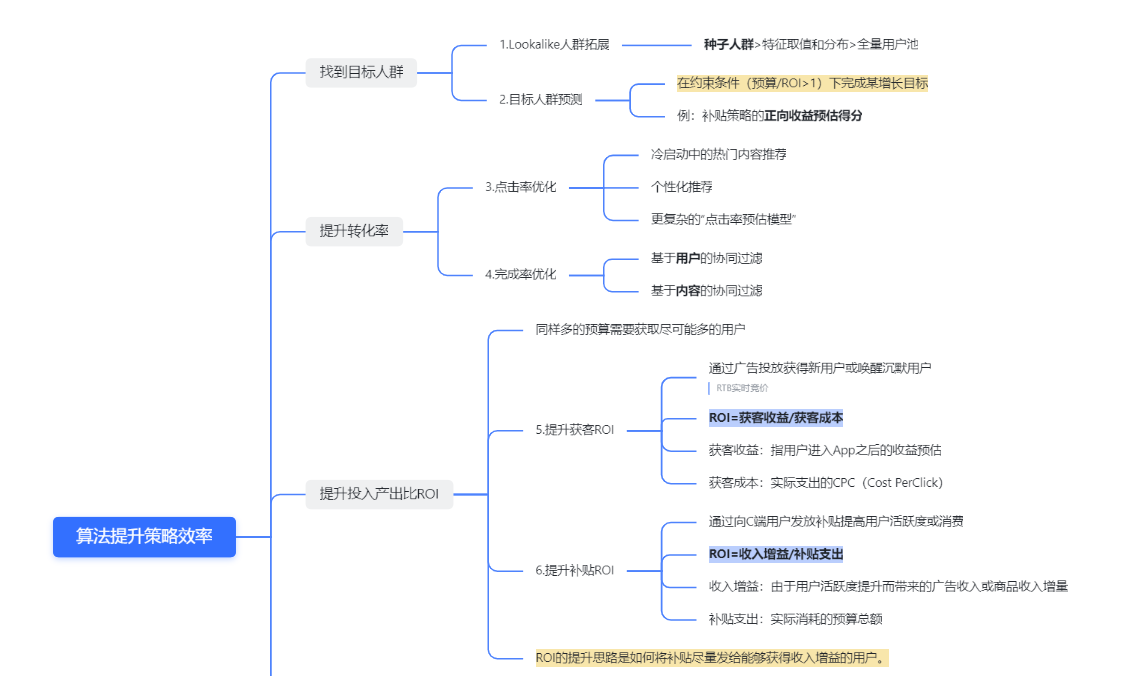 算法提升策略效率
找到目标人群
1.Lookalike人群拓展
种子人群>特征取值和分布>全量用户池
2.目标人群预测
在约束条件（预算/ROI>1）下完成某增长目标
例：补贴策略的正向收益预估得分
提升转化率
3.点击率优化
冷启动中的热门内容推荐
个性化推荐
更复杂的“点击率预估模型”
4.完成率优化
基于用户的协同过滤
基于内容的协同过滤
提升投入产出比ROI
同样多的预算需要获取尽可能多的用户
5.提升获客ROI
通过广告投放获得新用户或唤醒沉默用户
RTB实时竞价
ROI=获客收益/获客成本
获客收益：指用户进入App之后的收益预估
获客成本：实际支出的CPC（Cost PerClick）
6.提升补贴ROI
通过向C端用户发放补贴提高用户活跃度或消费
ROI=收入增益/补贴支出
收入增益：由于用户活跃度提升而带来的广告收入或商品收入增量
补贴支出：实际消耗的预算总额
ROI的提升思路是如何将补贴尽量发给能够获得收入增益的用户。